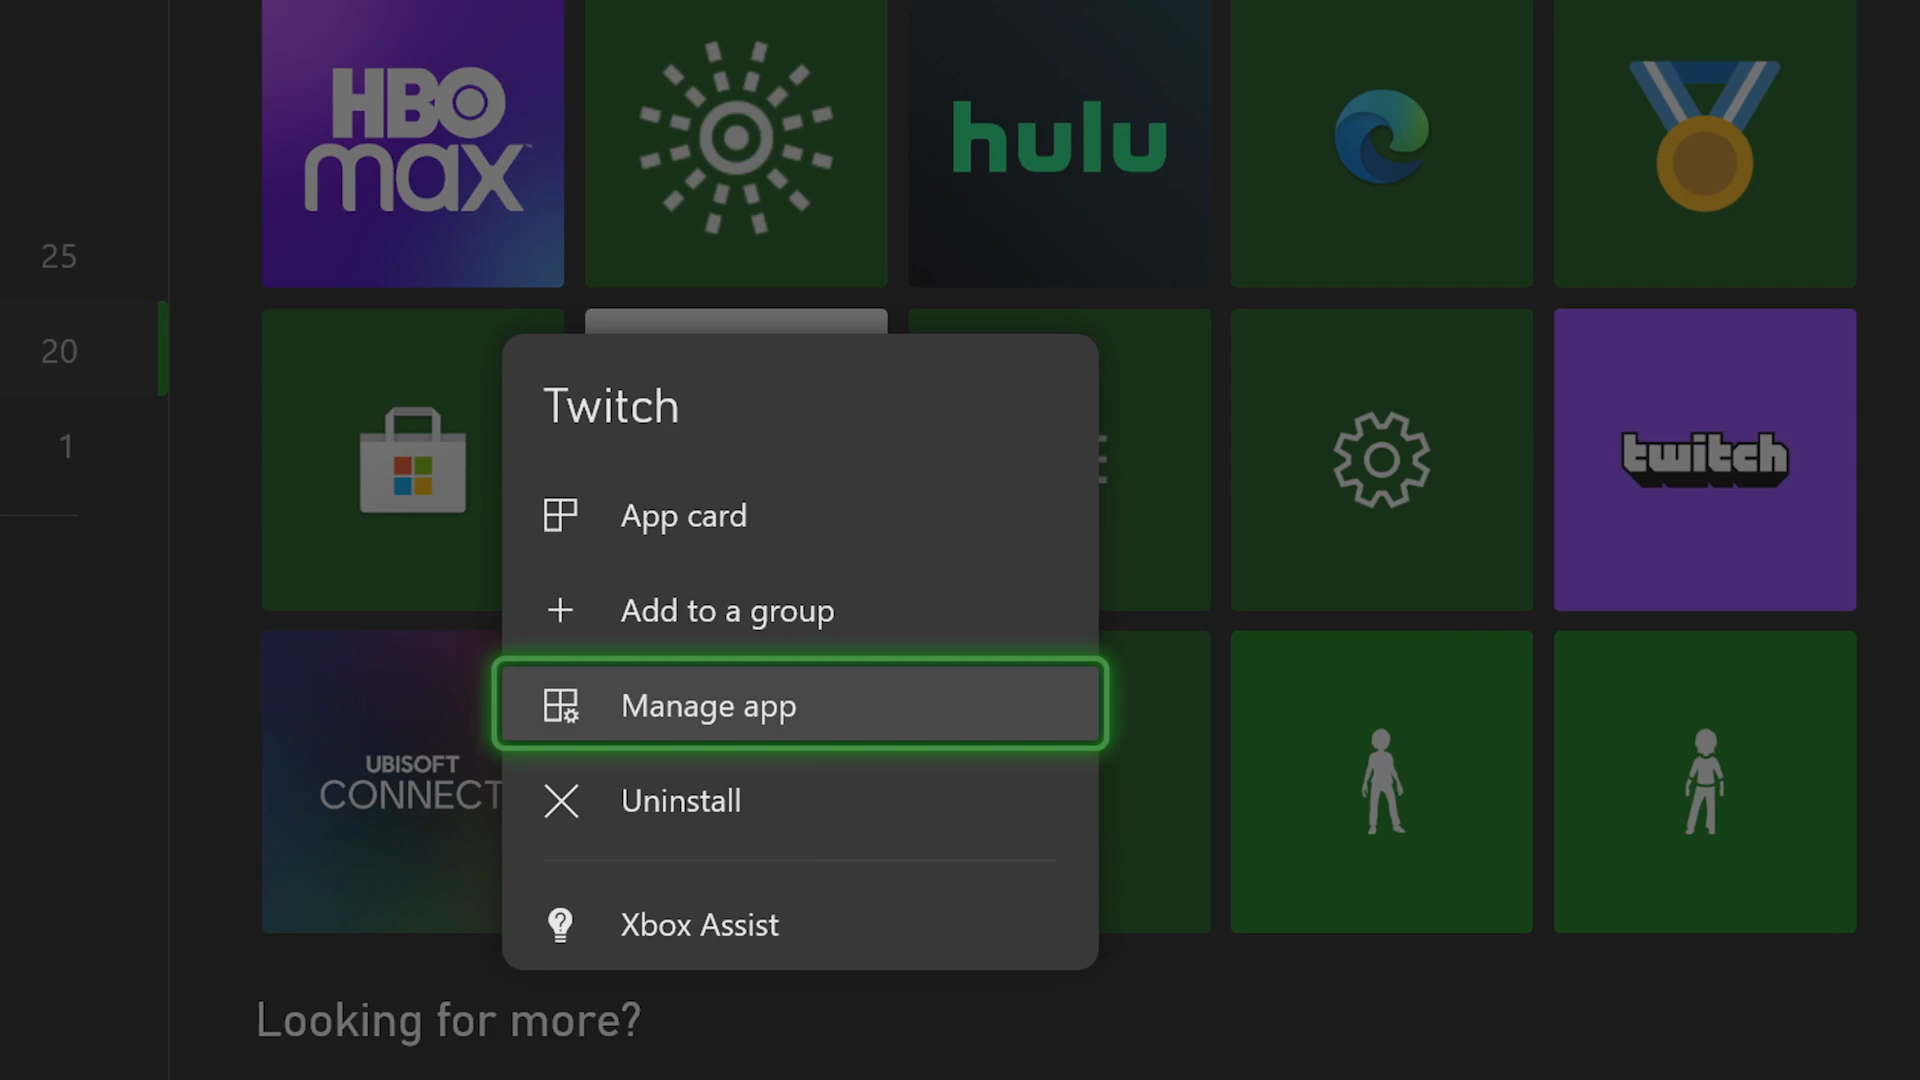 HBO
max™
hulu
25
20
1
Twitch
App card
Add to a group
Manage app
Uninstall
Xbox Assist
twitch
UBISOFT
CONNECT
Looking for more?